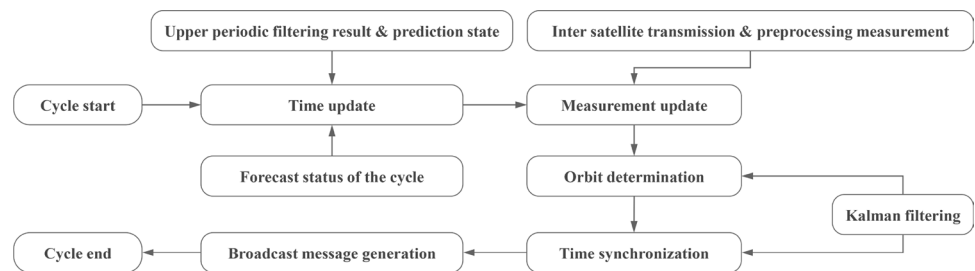 Upper periodic filtering result & prediction state
Inter satellite transmission & preprocessing measurement
Cycle start
Time update
Measurement update
Forecast status of the cycle
Orbit determination
Kalman filtering
Cycle end
Broadcast message generation
Time synchronization